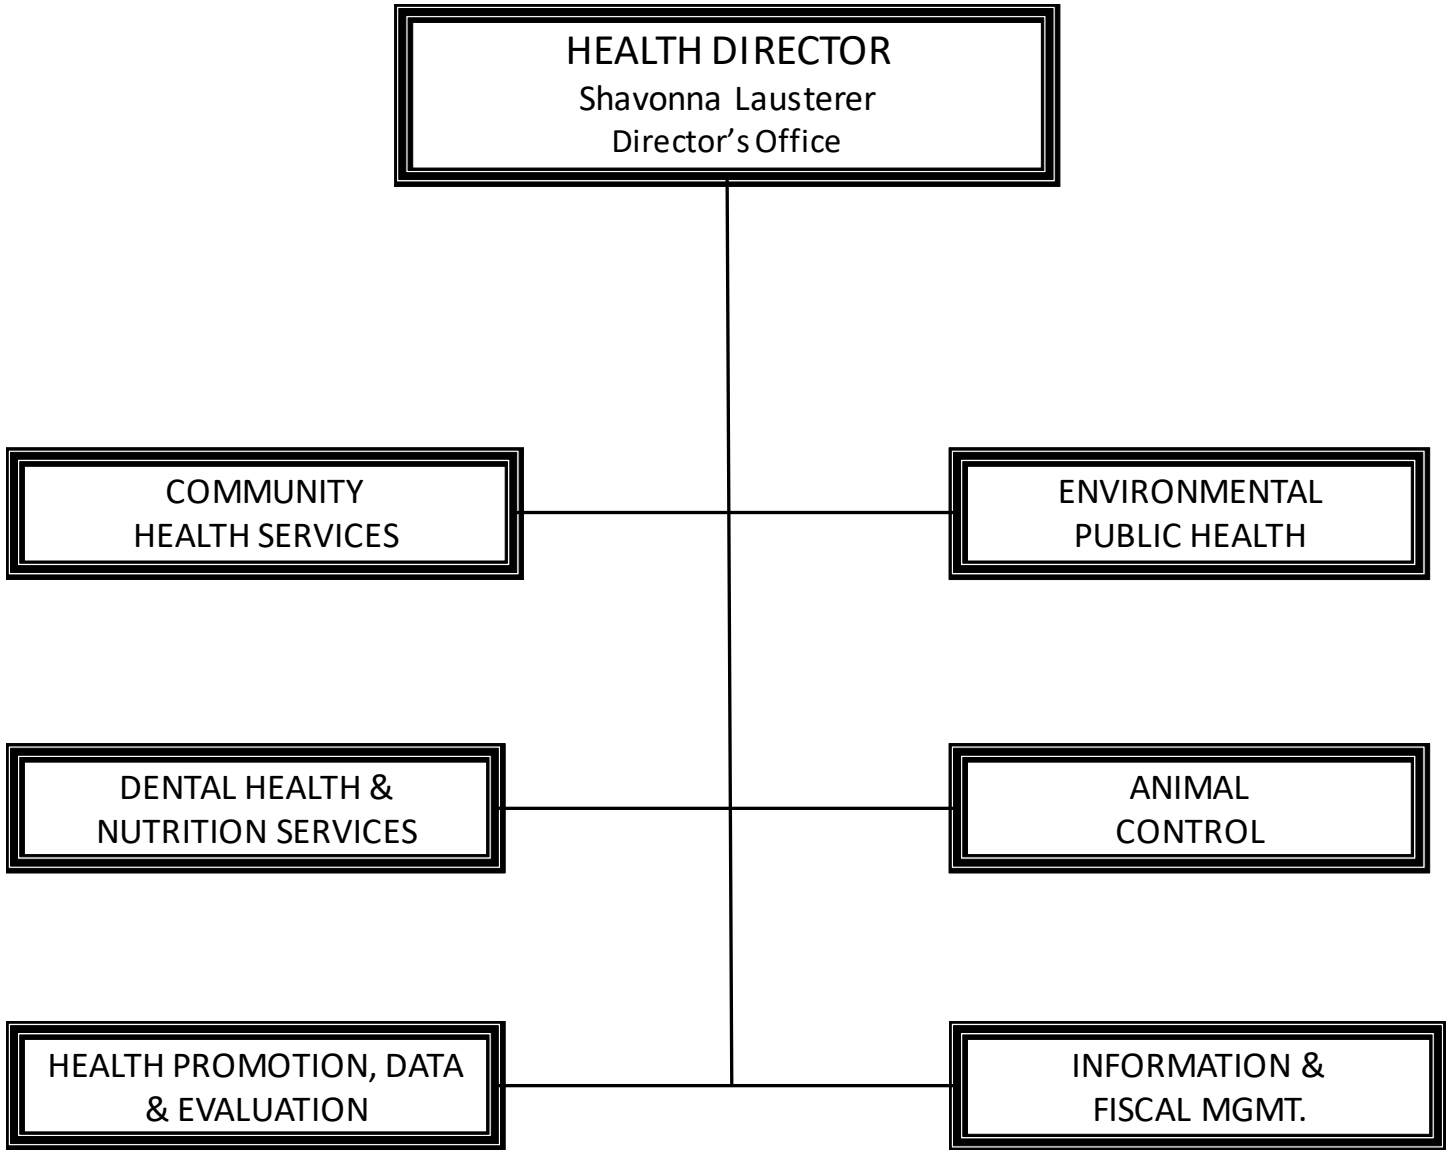 HEALTH DIRECTOR
Shavonna Lausterer
Director’s Office
COMMUNITY
HEALTH SERVICES
ENVIRONMENTAL
PUBLIC HEALTH
DENTAL HEALTH &
NUTRITION SERVICES
ANIMAL
CONTROL
HEALTH PROMOTION, DATA
& EVALUATION
INFORMATION &
FISCAL MGMT.